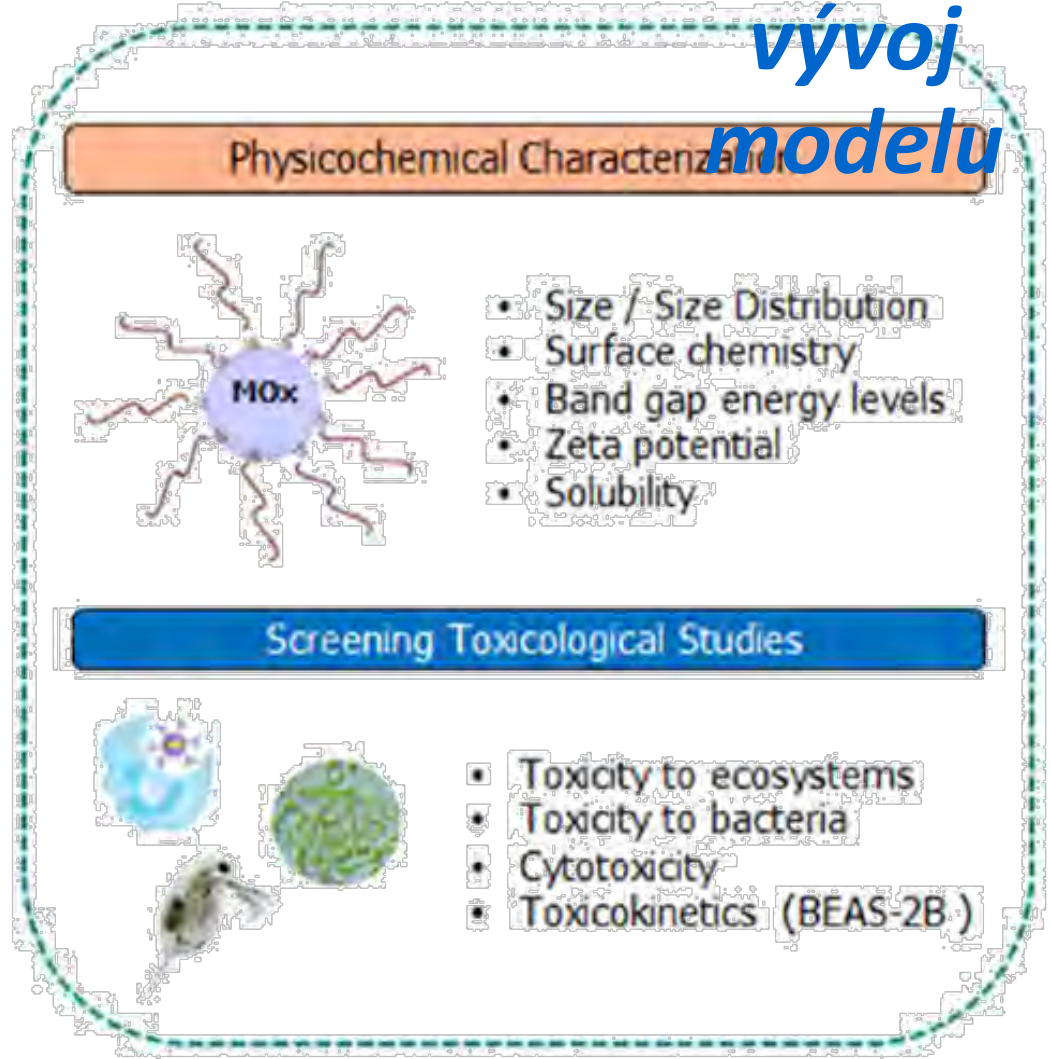 vývoj
modelu
Physicochemical Characterization
MOx
• Size / Size Distribution
• Surface chemistry
• Band gap energy levels
• Zeta potential
• Solubility
Screening Toxicological Studies
• Toxicity to ecosystems
• Toxicity to bacteria
• Cytotoxicity
• Toxicokinetics (BEAS-2B )